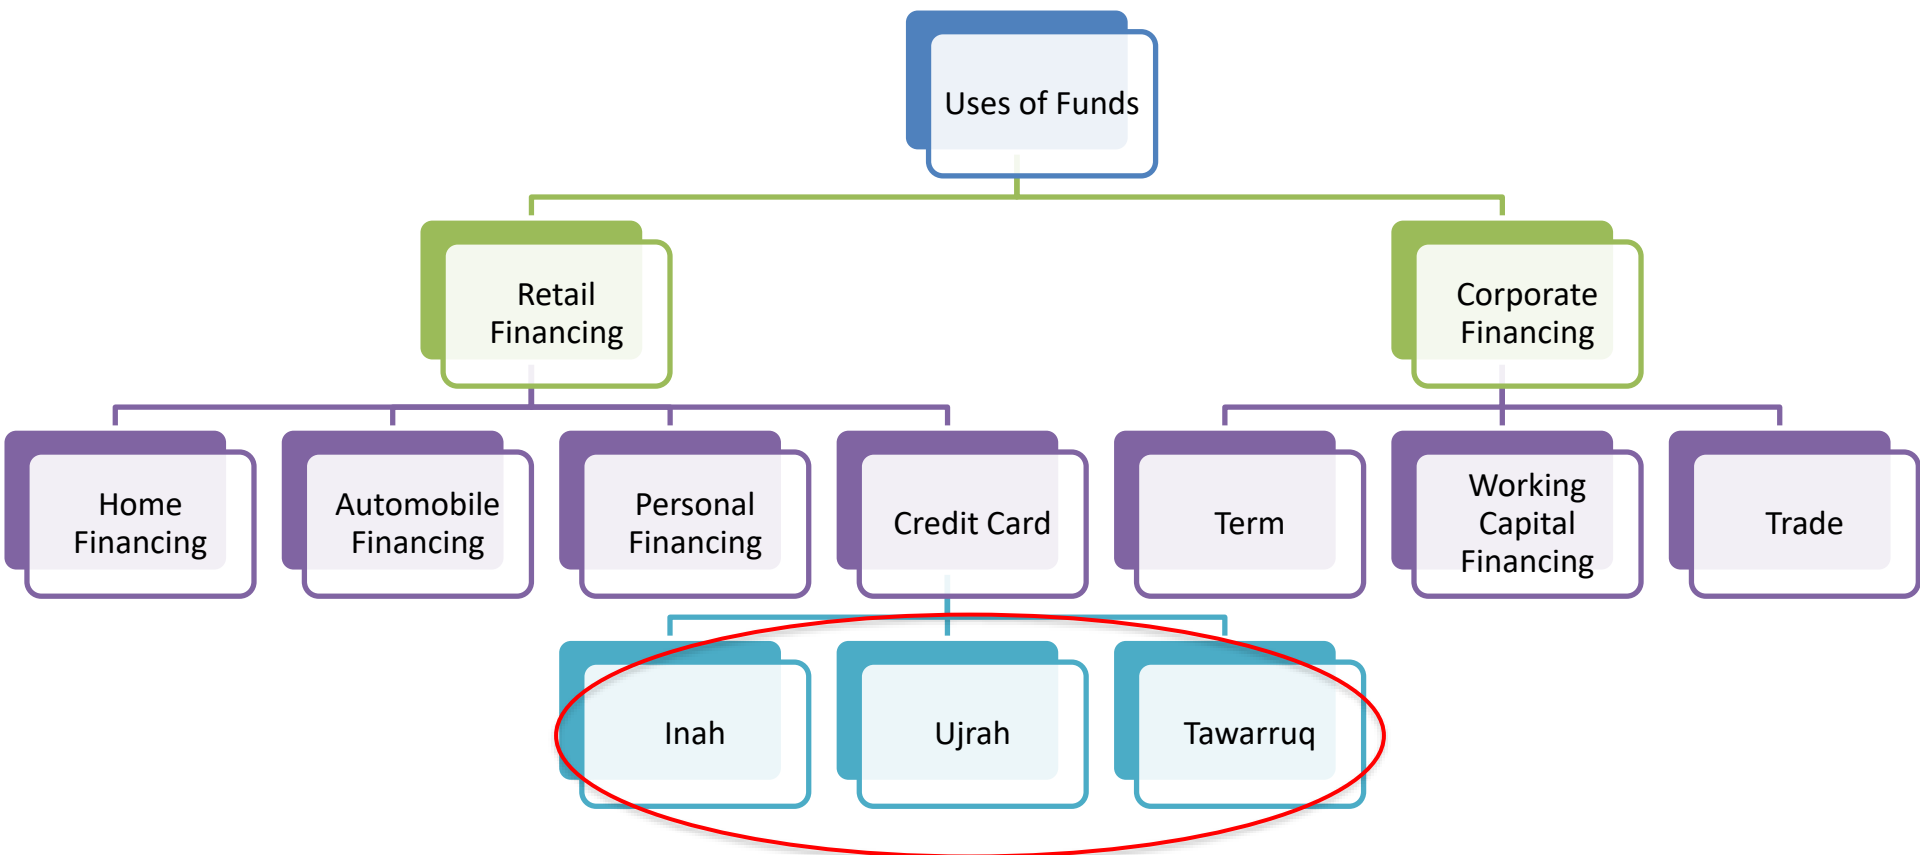 Uses of Funds
Retail
Financing
Corporate
Financing
Home
Financing
Automobile
Financing
Personal
Financing
Credit Card
Term
Working
Capital
Financing
Trade
Inah
Ujrah
Tawarruq